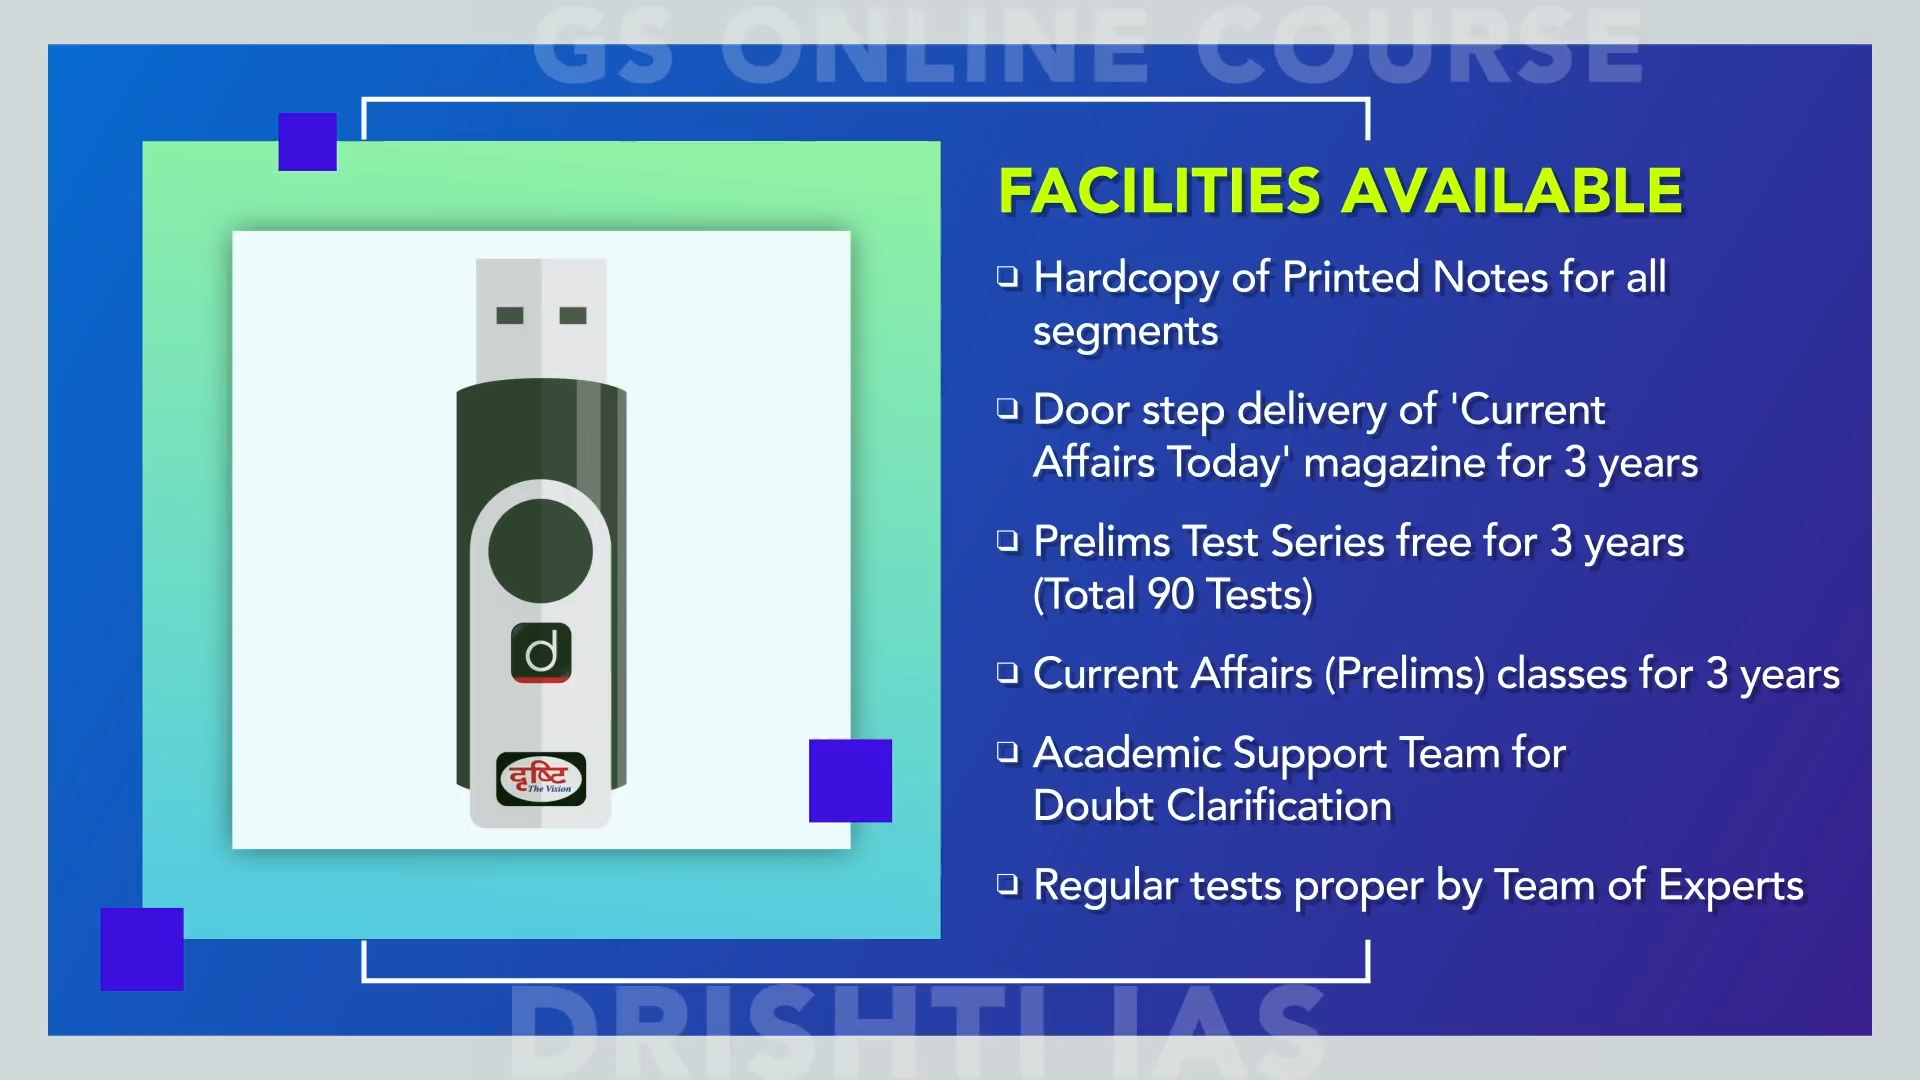 GS ONLINE COURSE
FACILITIES AVAILABLE
❏ Hardcopy of Printed Notes for all
segments
❏ Door step delivery of 'Current
Affairs Today' magazine for 3 years
❏ Prelims Test Series free for 3 years
(Total 90 Tests)
❏ Current Affairs (Prelims) classes for 3 years
❏ Academic Support Team for
Doubt Clarification
❏ Regular tests proper by Team of Experts
d
दृष्टि
The Vision
DRISHTI IAS